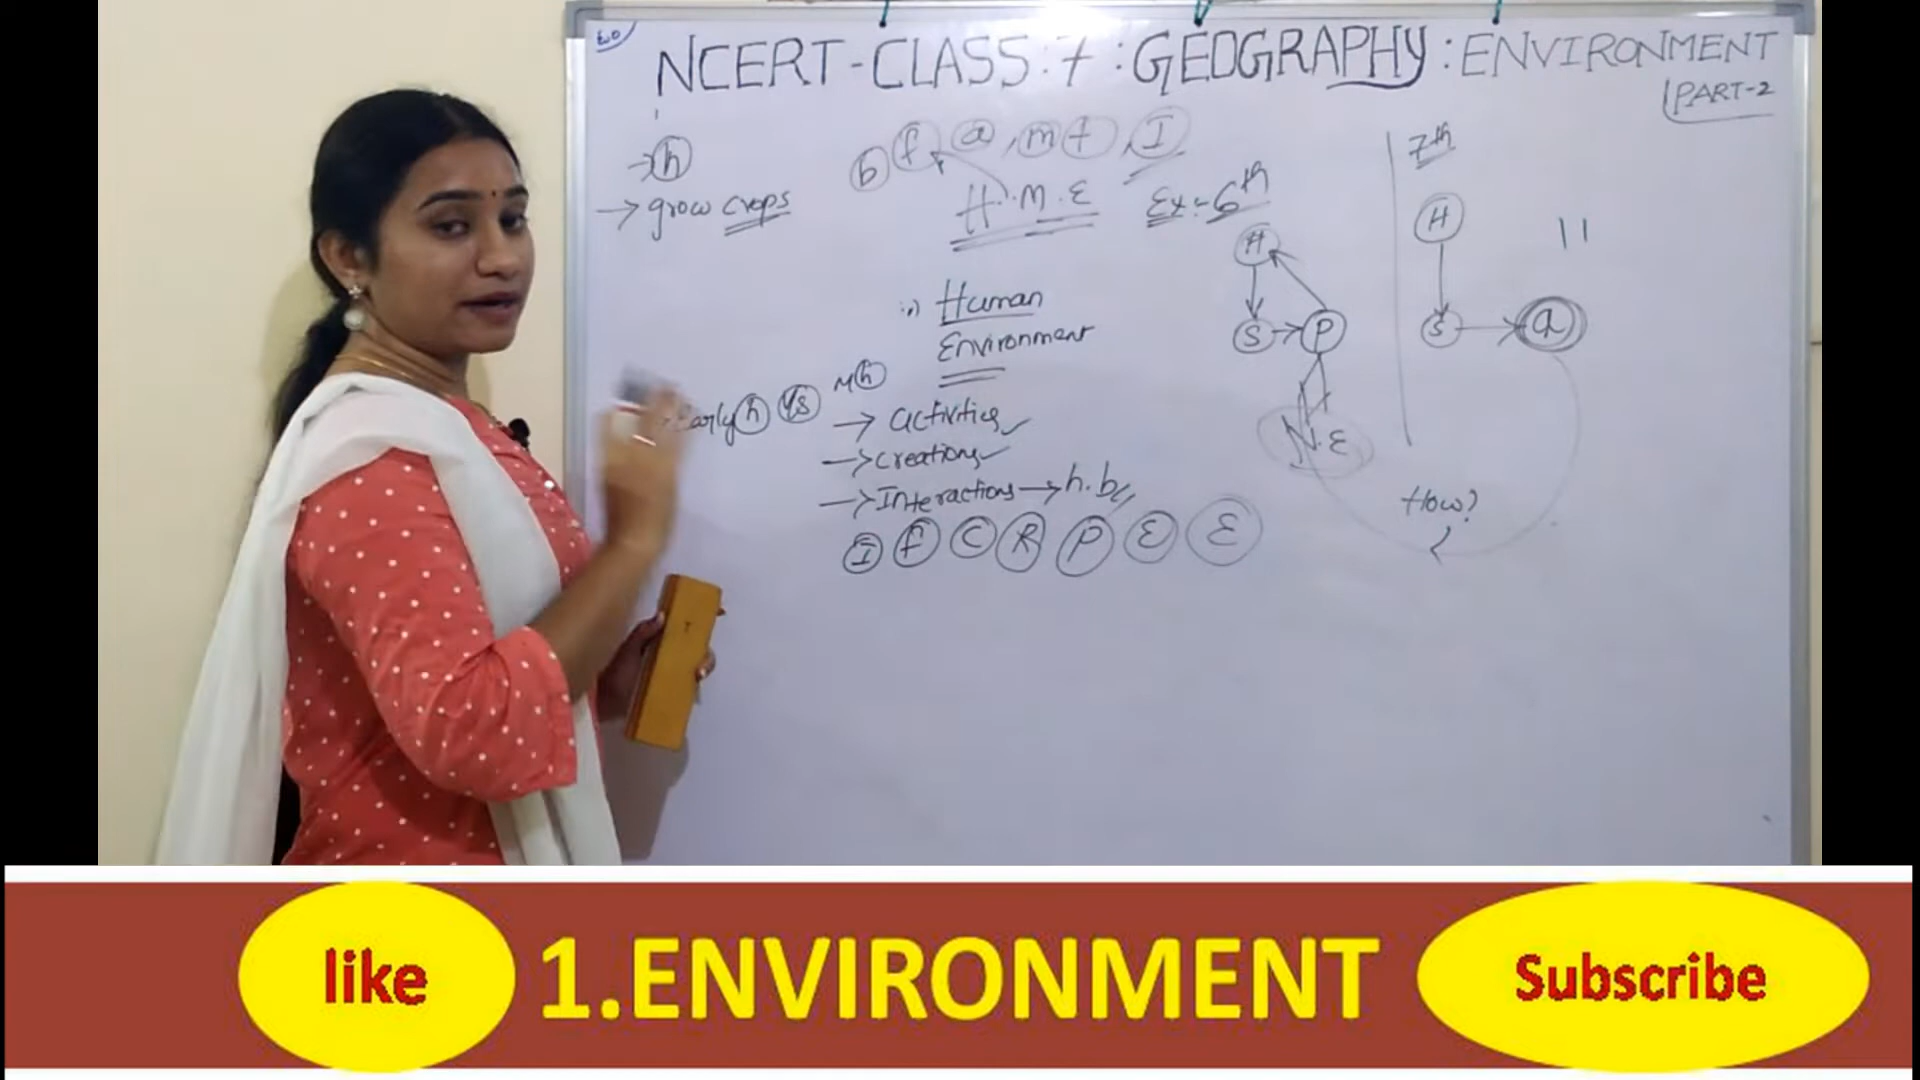 NCERT-CLASS:7:GEOGRAPHY:ENVIRONMENT
PART-2
→ h
→ grow crops
b f a, m t, I
H.M.E
Ex:-6th
H
S → P
N.E
7th
H
S → a
How?
Human
Environment
Early h Vs M h
→ activities
→ creations
→ Interactions → h.b
I f C R P E E
like
1.ENVIRONMENT
Subscribe